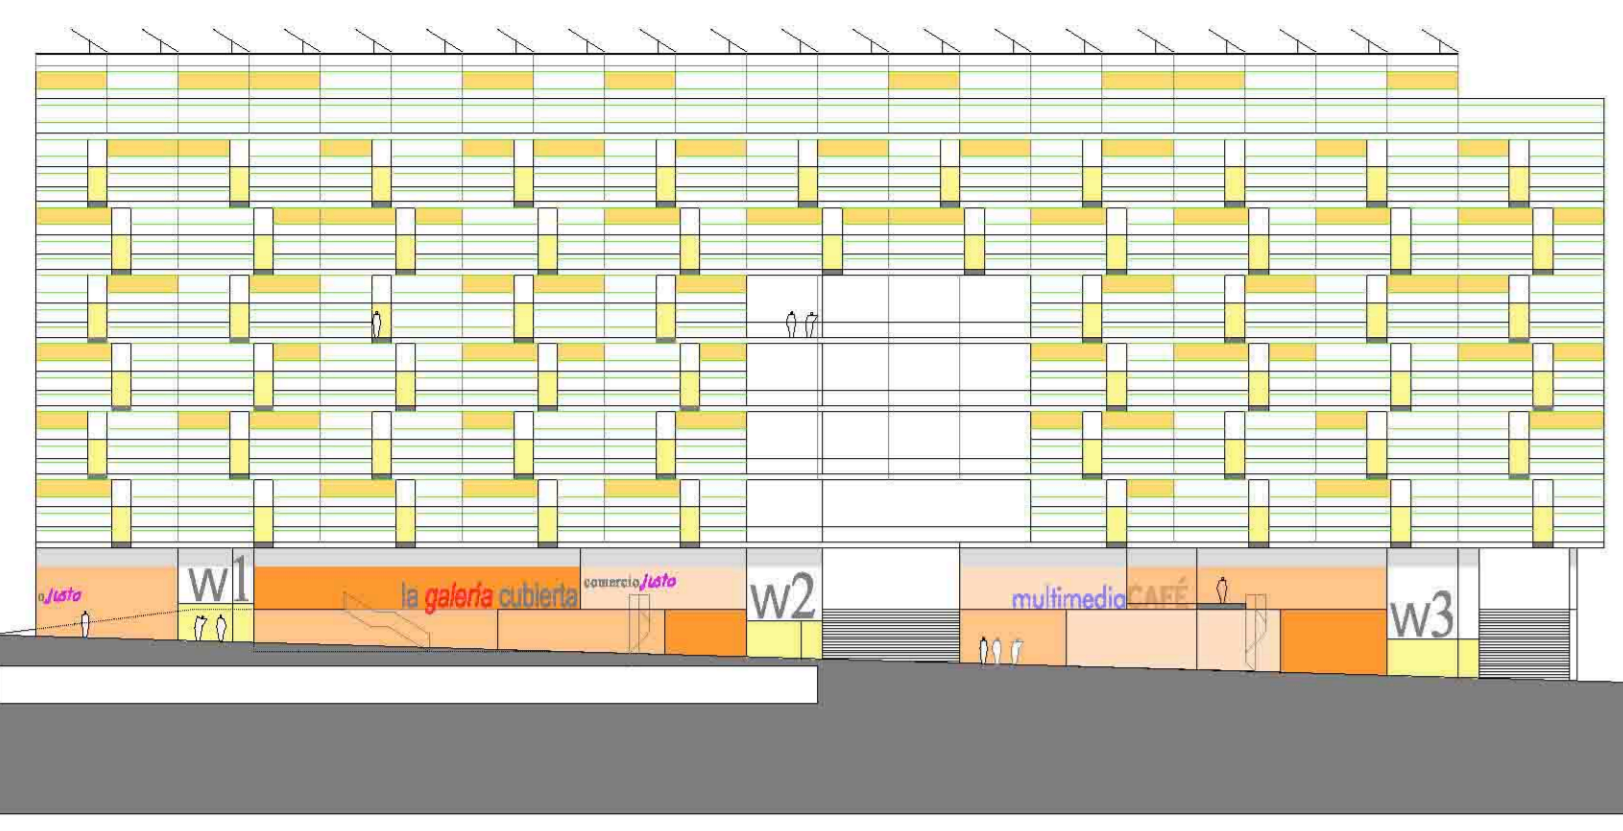 a justo
w1
la galería cubierta
comercio justo
w2
multimedia CAFÉ
w3